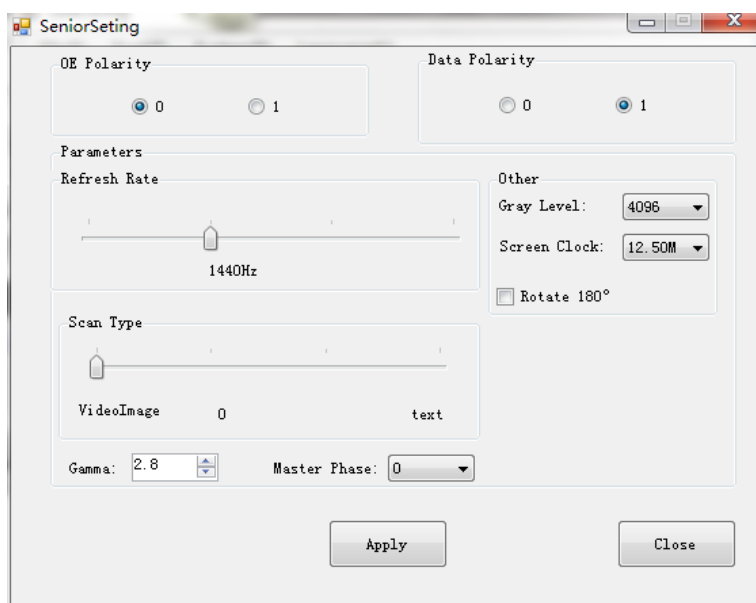 SeniorSeting
OE Polarity
0 1
Data Polarity
0 1
Parameters
Refresh Rate
1440Hz
Other
Gray Level: 4096
Screen Clock: 12.50M
Rotate 180°
Scan Type
VideoImage 0 text
Gamma: 2.8 Master Phase: 0
Apply Close